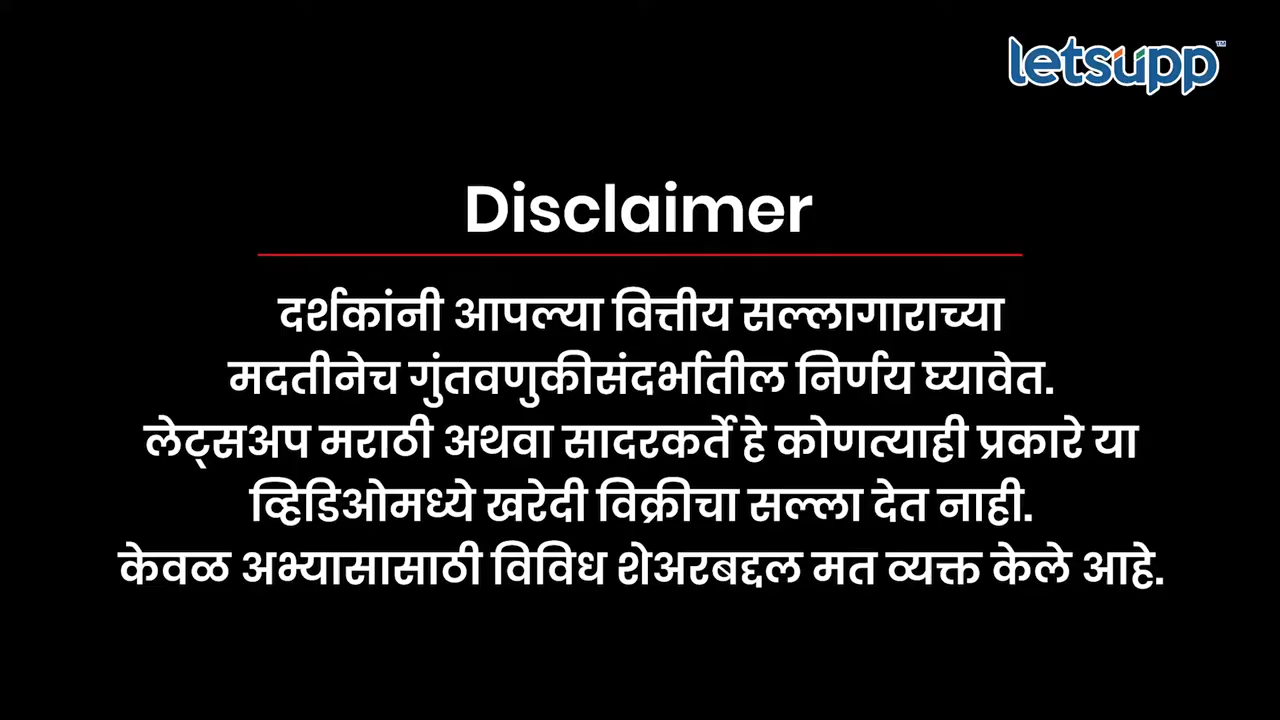 letsupp™
Disclaimer
दर्शकांनी आपल्या वित्तीय सल्लागाराच्या
मदतीनेच गुंतवणुकीसंदर्भातील निर्णय घ्यावेत.
लेट्सअप मराठी अथवा सादरकर्ते हे कोणत्याही प्रकारे या
व्हिडिओमध्ये खरेदी विक्रीचा सल्ला देत नाही.
केवळ अभ्यासासाठी विविध शेअरबद्दल मत व्यक्त केले आहे.